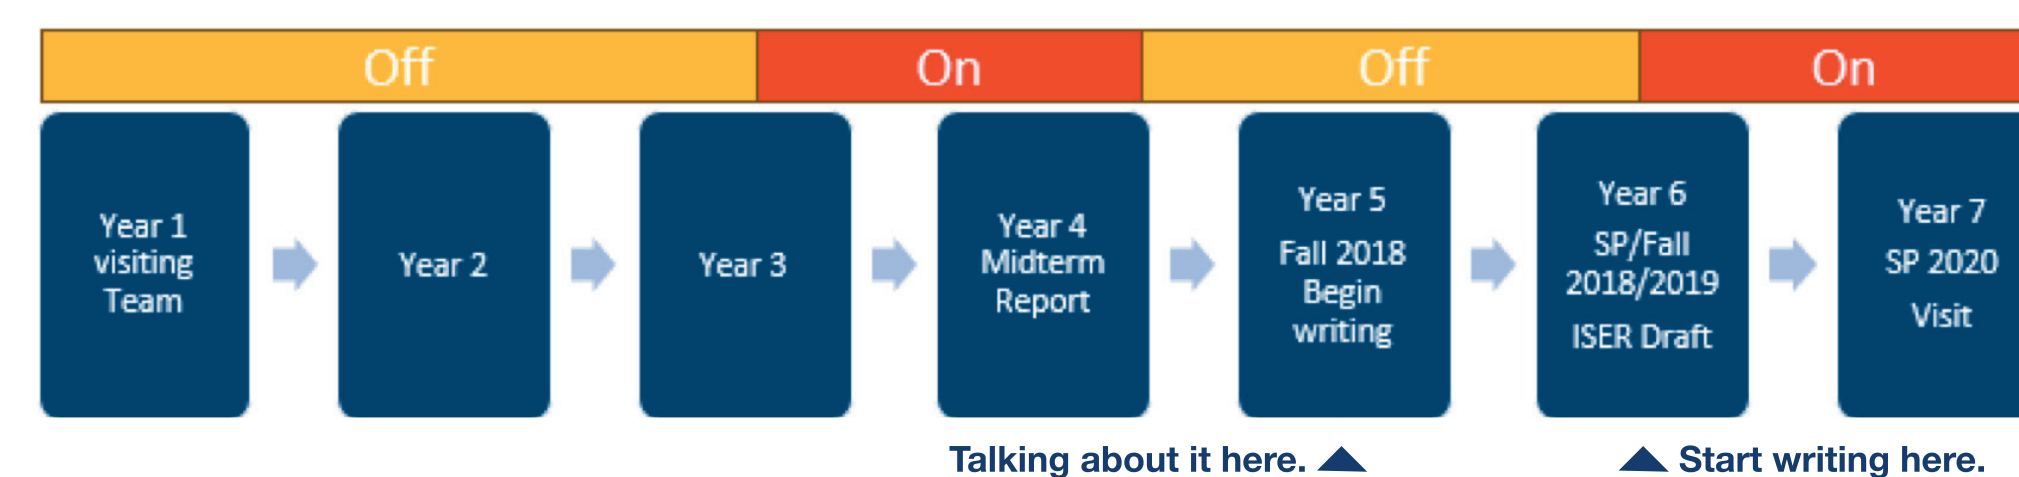 Off
On
Off
On
Year 1
visiting
Team
Year 2
Year 3
Year 4
Midterm
Report
Year 5
Fall 2018
Begin
writing
Year 6
SP/Fall
2018/2019
ISER Draft
Year 7
SP 2020
Visit
Talking about it here.
Start writing here.